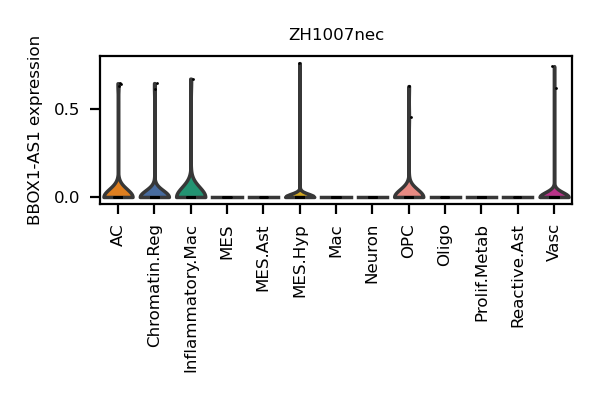 ZH1007nec
BBOX1-AS1 expression
0.5
0.0
AC
Chromatin.Reg
Inflammatory.Mac
MES
MES.Ast
MES.Hyp
Mac
Neuron
OPC
Oligo
Prolif.Metab
Reactive.Ast
Vasc